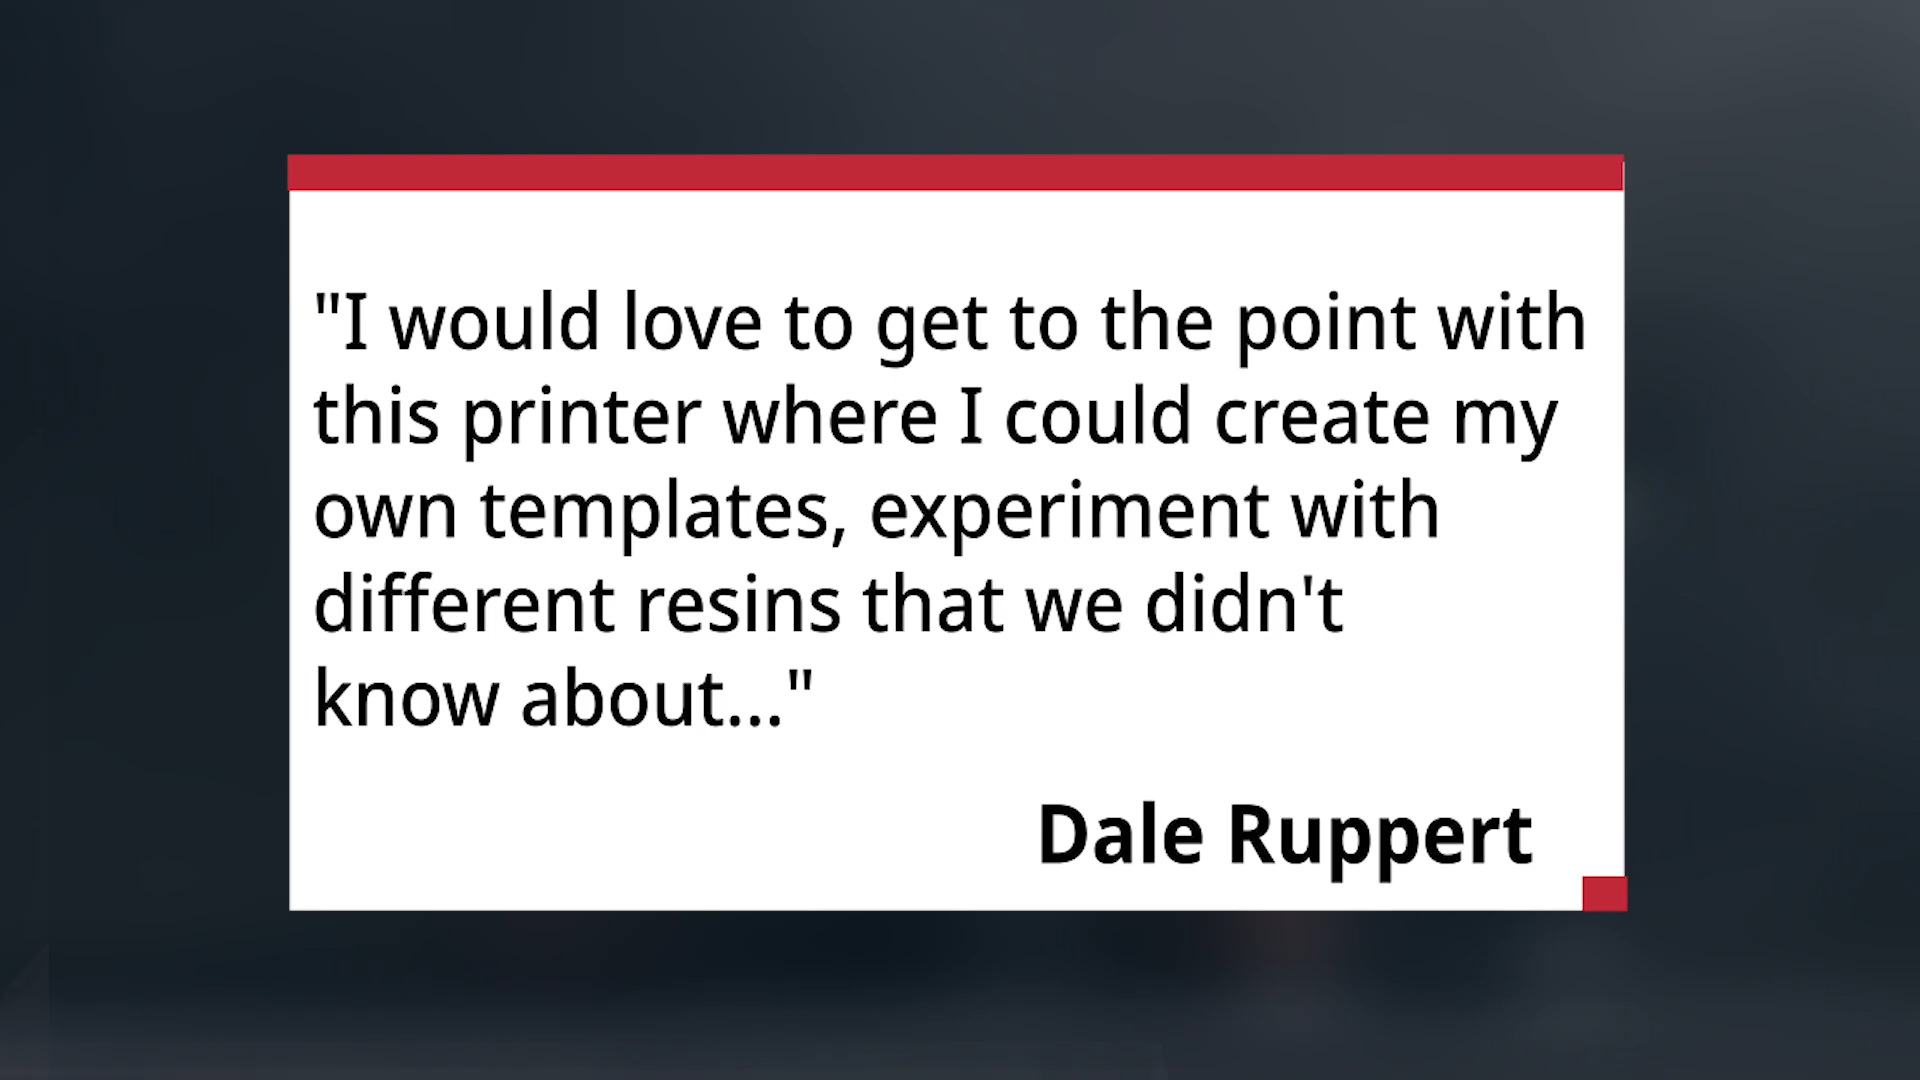 "I would love to get to the point with
this printer where I could create my
own templates, experiment with
different resins that we didn't
know about..."
Dale Ruppert